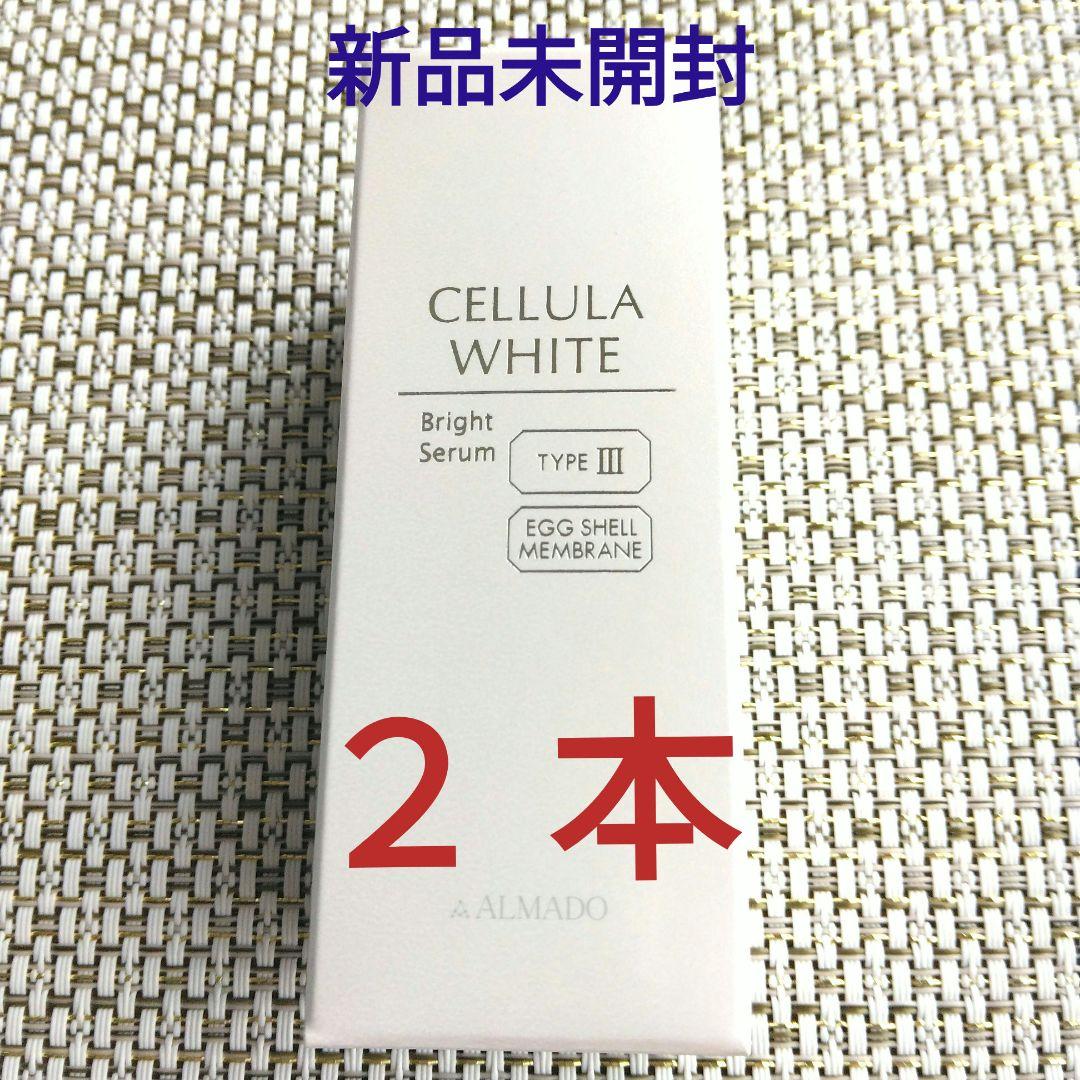 新品未開封
CELLULA
WHITE
Bright
Serum
TYPE III
EGG SHELL
MEMBRANE
2 本
ALMADO